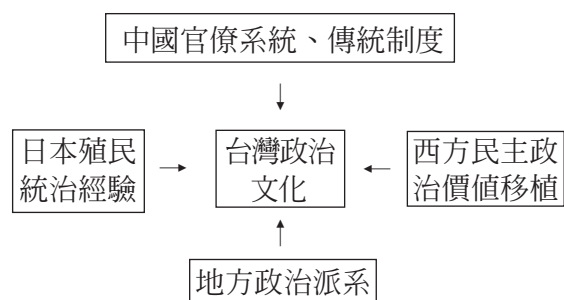 中國官僚系統、傳統制度
日本殖民
統治經驗
台灣政治
文化
西方民主政
治價值移植
地方政治派系